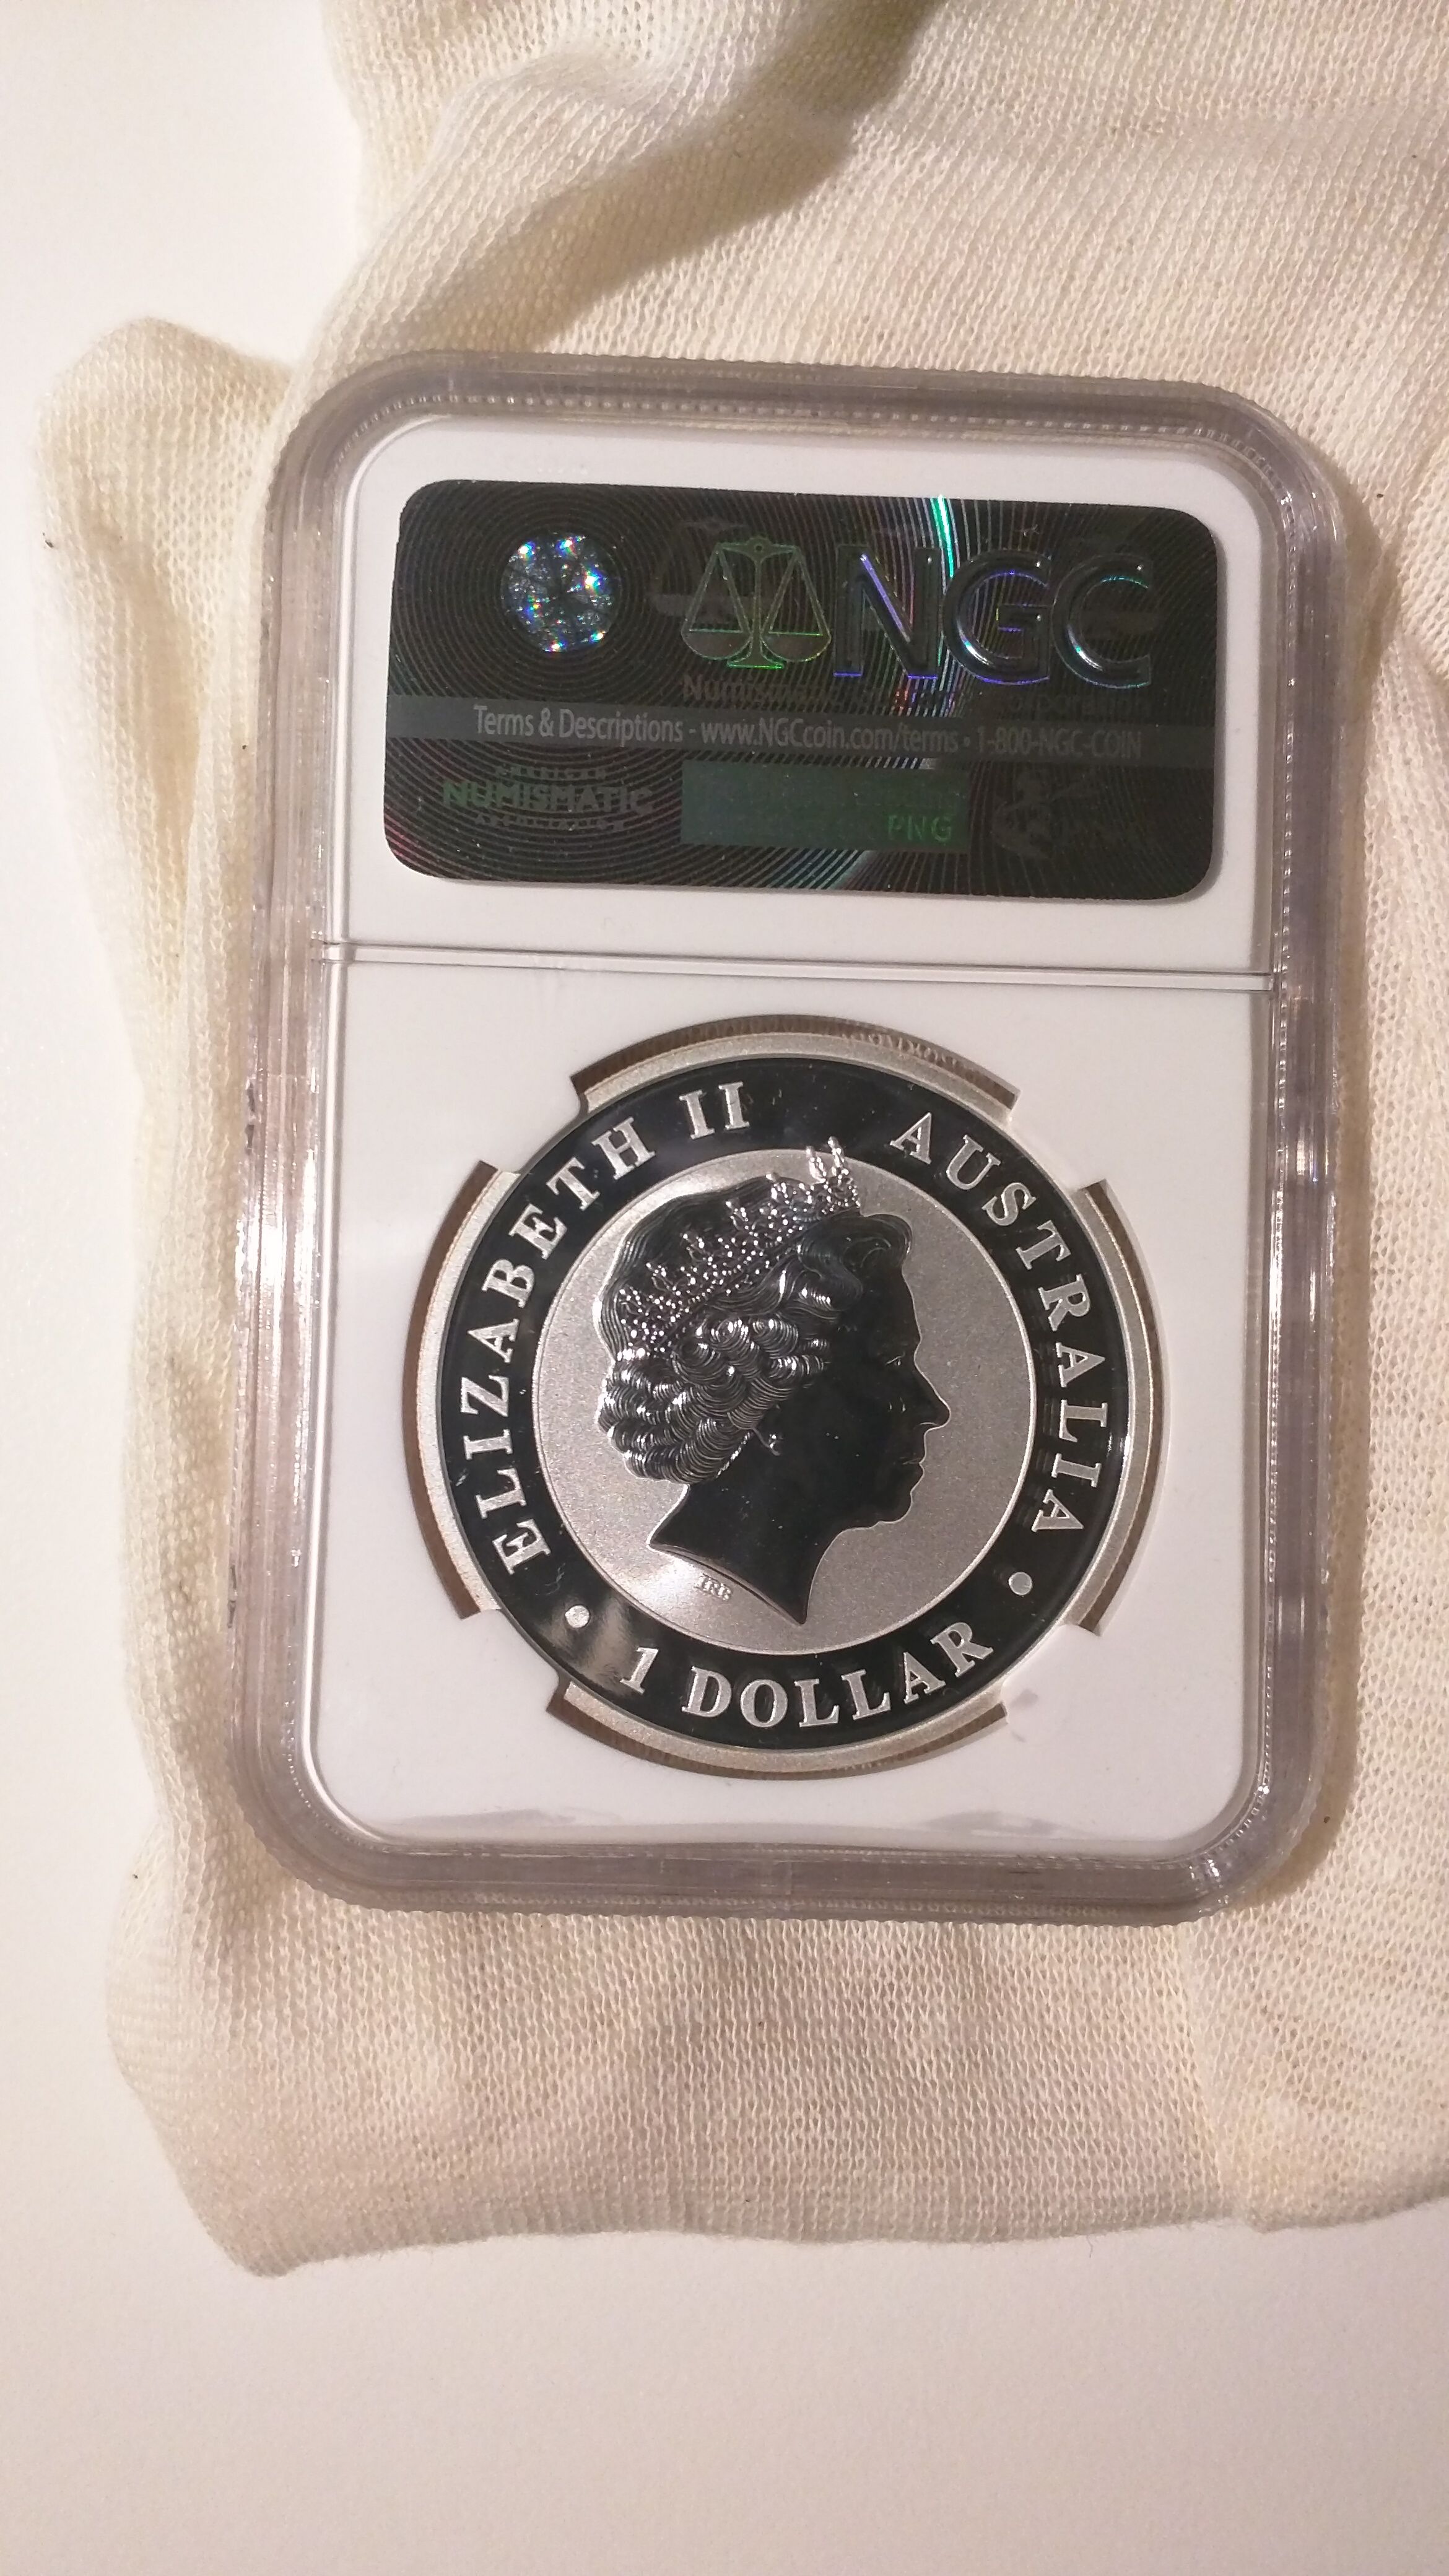 NGC
Terms & Descriptions - www.NGCcoin.com/terms • 1-800-NGC-COIN
NUMISMATIC
PNG
ELIZABETH II AUSTRALIA
IRB
• 1 DOLLAR •